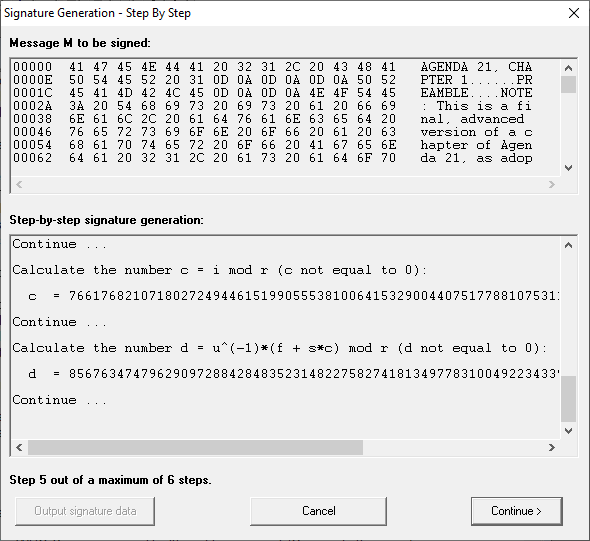 Signature Generation - Step By Step
Message M to be signed:
00000 41 47 45 4E 44 41 20 32 31 2C 20 43 48 41 AGENDA 21, CHA
0000E 50 54 45 52 20 31 0D 0A 0D 0A 0D 0A 50 52 PTER 1......PR
0001C 45 41 4D 42 4C 45 0D 0A 0D 0A 4E 4F 54 45 EAMBLE....NOTE
0002A 3A 20 54 68 69 73 20 69 73 20 61 20 66 69 : This is a fi
00038 6E 61 6C 2C 20 61 64 76 61 6E 63 65 64 20 nal, advanced
00046 76 65 72 73 69 6F 6E 20 6F 66 20 61 20 63 version of a c
00054 68 61 70 74 65 72 20 6F 66 20 41 67 65 6E hapter of Agen
00062 64 61 20 32 31 2C 20 61 73 20 61 64 6F 70 da 21, as adop
Step-by-step signature generation:
Continue ...
Calculate the number c = i mod r (c not equal to 0):
c = 7661768210718027249446151990555381006415329004407517788107531
Continue ...
Calculate the number d = u^(-1)*(f + s*c) mod r (d not equal to 0):
d = 856763474796290972884284835231482275827418134977831004922343 39
Continue ...
Step 5 out of a maximum of 6 steps.
Output signature data
Cancel
Continue >